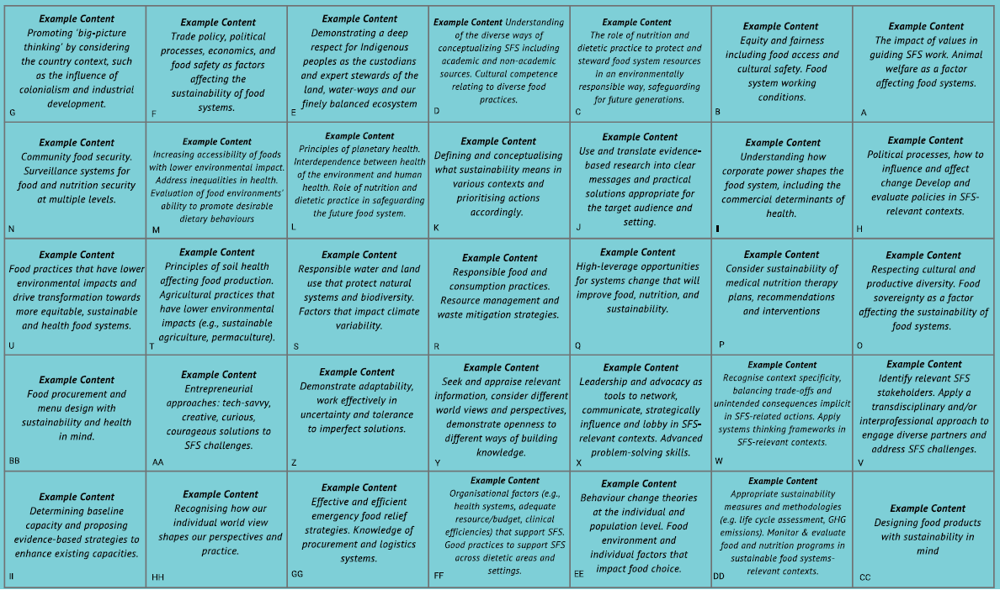 Example Content
Promoting 'big-picture
thinking' by considering
the country context, such
as the influence of
colonialism and industrial
development.
G
Example Content
Trade policy, political
processes, economics, and
food safety as factors
affecting the
sustainability of food
systems.
F
Example Content
Demonstrating a deep
respect for Indigenous
peoples as the custodians
and expert stewards of the
land, water-ways and our
finely balanced ecosystem
E
Example Content Understanding
of the diverse ways of
conceptualizing SFS including
academic and non-academic
sources. Cultural competence
relating to diverse food
practices.
D
Example Content
The role of nutrition and
dietetic practice to protect and
steward food system resources
in an environmentally
responsible way, safeguarding
for future generations.
C
Example Content
Equity and fairness
including food access and
cultural safety. Food
system working
conditions.
B
Example Content
The impact of values in
guiding SFS work. Animal
welfare as a factor
affecting food systems.
A
Example Content
Community food security.
Surveillance systems for
food and nutrition security
at multiple levels.
N
Example Content
Increasing accessibility of foods
with lower environmental impact.
Address inequalities in health.
Evaluation of food environments'
ability to promote desirable
dietary behaviours
M
Example Content
Principles of planetary health.
Interdependence between health
of the environment and human
health. Role of nutrition and
dietetic practice in safeguarding
the future food system.
L
Example Content
Defining and conceptualising
what sustainability means in
various contexts and
prioritising actions
accordingly.
K
Example Content
Use and translate evidence-
based research into clear
messages and practical
solutions appropriate for
the target audience and
setting.
J
Example Content
Understanding how
corporate power shapes the
food system, including the
commercial determinants of
health.
I
Example Content
Political processes, how to
influence and affect
change Develop and
evaluate policies in SFS-
relevant contexts.
H
Example Content
Food practices that have lower
environmental impacts and
drive transformation towards
more equitable, sustainable
and health food systems.
U
Example Content
Principles of soil health
affecting food production.
Agricultural practices that
have lower environmental
impacts (e.g., sustainable
agriculture, permaculture).
T
Example Content
Responsible water and land
use that protect natural
systems and biodiversity.
Factors that impact climate
variability.
S
Example Content
Responsible food and
consumption practices.
Resource management and
waste mitigation strategies.
R
Example Content
High-leverage opportunities
for systems change that will
improve food, nutrition, and
sustainability.
Q
Example Content
Consider sustainability of
medical nutrition therapy
plans, recommendations
and interventions
P
Example Content
Respecting cultural and
productive diversity. Food
sovereignty as a factor
affecting the sustainability of
food systems.
O
Example Content
Food procurement and
menu design with
sustainability and health
in mind.
BB
Example Content
Entrepreneurial
approaches: tech-savvy,
creative, curious,
courageous solutions to
SFS challenges.
AA
Example Content
Demonstrate adaptability,
work effectively in
uncertainty and tolerance
to imperfect solutions.
Z
Example Content
Seek and appraise relevant
information, consider different
world views and perspectives,
demonstrate openness to
different ways of building
knowledge.
Y
Example Content
Leadership and advocacy as
tools to network,
communicate, strategically
influence and lobby in SFS-
relevant contexts. Advanced
problem-solving skills.
X
Example Content
Recognise context specificity,
balancing trade-offs and
unintended consequences implicit
in SFS-related actions. Apply
systems thinking frameworks in
SFS-relevant contexts.
W
Example Content
Identify relevant SFS
stakeholders. Apply a
transdisciplinary and/or
interprofessional approach to
engage diverse partners and
address SFS challenges.
V
Example Content
Determining baseline
capacity and proposing
evidence-based strategies to
enhance existing capacities.
II
Example Content
Recognising how our
individual world view
shapes our perspectives and
practice.
HH
Example Content
Effective and efficient
emergency food relief
strategies. Knowledge of
procurement and logistics
systems.
GG
Example Content
Organisational factors (e.g.,
health systems, adequate
resource/budget, clinical
efficiencies) that support SFS.
Good practices to support SFS
across dietetic areas and
settings.
FF
Example Content
Behaviour change theories
at the individual and
population level. Food
environment and
individual factors that
impact food choice.
EE
Example Content
Appropriate sustainability
measures and methodologies
(e.g. life cycle assessment, GHG
emissions). Monitor & evaluate
food and nutrition programs in
sustainable food systems-
relevant contexts.
DD
Example Content
Designing food products
with sustainability in
mind
CC